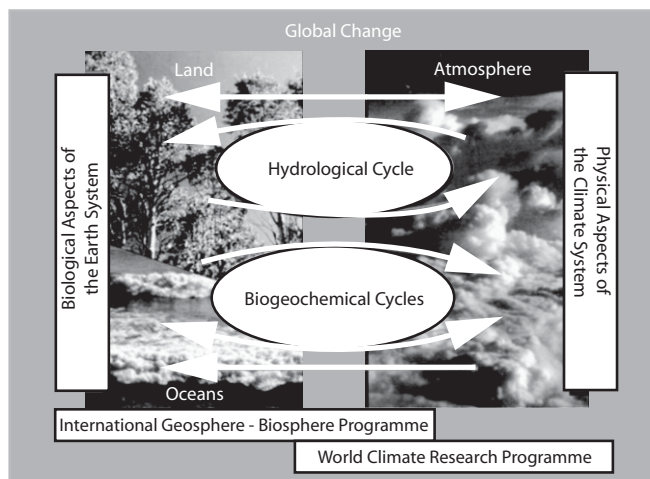 Global Change
Land
Atmosphere
Biological Aspects of
the Earth System
Hydrological Cycle
Physical Aspects of
the Climate System
Biogeochemical Cycles
Oceans
International Geosphere - Biosphere Programme
World Climate Research Programme